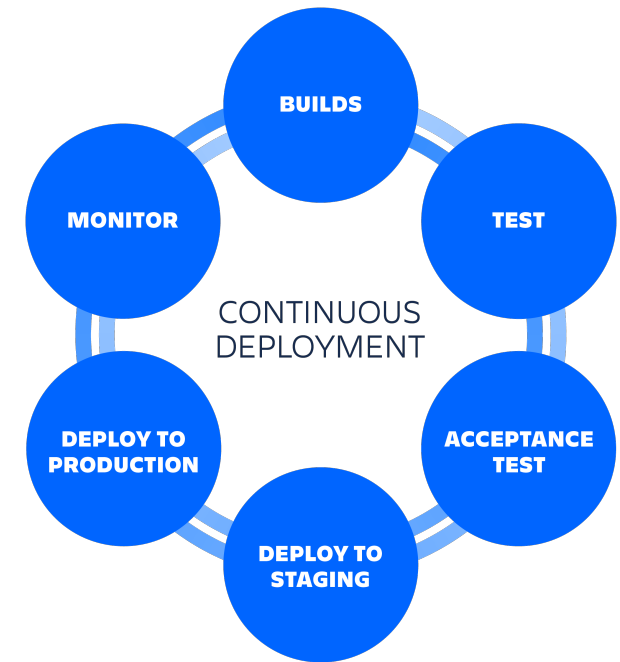 BUILDS
TEST
ACCEPTANCE
TEST
DEPLOY TO
STAGING
DEPLOY TO
PRODUCTION
MONITOR
CONTINUOUS
DEPLOYMENT